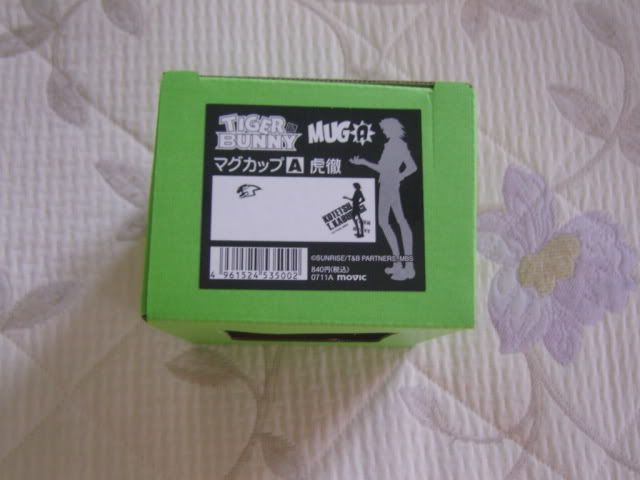 TIGER &
BUNNY
MUG-A
マグカップ A 虎徹
KOTETSU
T.KABURAGI
4 961524 535002
©SUNRISE/T&B PARTNERS, MBS
840円(税込)
0711A movic